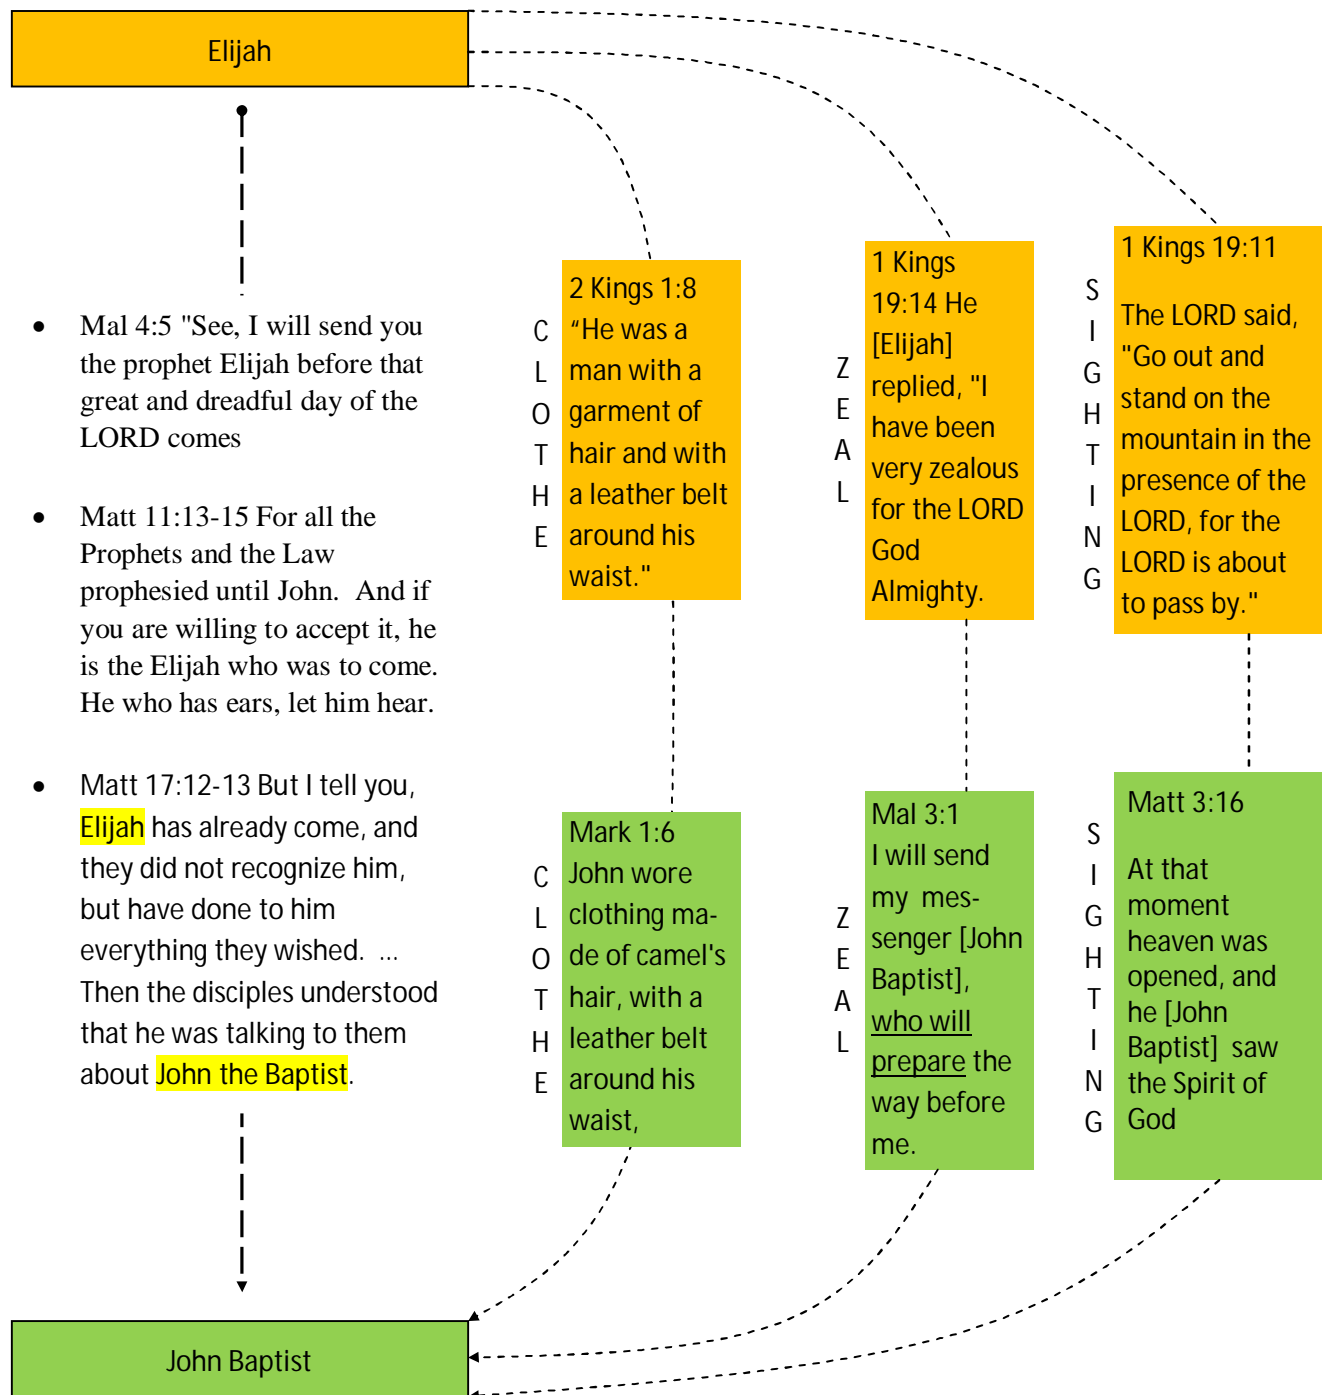 Elijah
• Mal 4:5 "See, I will send you
the prophet Elijah before that
great and dreadful day of the
LORD comes
• Matt 11:13-15 For all the
Prophets and the Law
prophesied until John.  And if
you are willing to accept it, he
is the Elijah who was to come.
He who has ears, let him hear.
• Matt 17:12-13 But I tell you,
Elijah has already come, and
they did not recognize him,
but have done to him
everything they wished.  ...
Then the disciples understood
that he was talking to them
about John the Baptist.
C
L
O
T
H
E
2 Kings 1:8
“He was a
man with a
garment of
hair and with
a leather belt
around his
waist."
Z
E
A
L
1 Kings
19:14 He
[Elijah]
replied, "I
have been
very zealous
for the LORD
God
Almighty.
S
I
G
H
T
I
N
G
1 Kings 19:11
The LORD said,
"Go out and
stand on the
mountain in the
presence of the
LORD, for the
LORD is about
to pass by."
C
L
O
T
H
E
Mark 1:6
John wore
clothing ma-
de of camel's
hair, with a
leather belt
around his
waist,
Z
E
A
L
Mal 3:1
I will send
my  mes-
senger [John
Baptist],
who will
prepare the
way before
me.
S
I
G
H
T
I
N
G
Matt 3:16
At that
moment
heaven was
opened, and
he [John
Baptist]  saw
the Spirit of
God
John Baptist